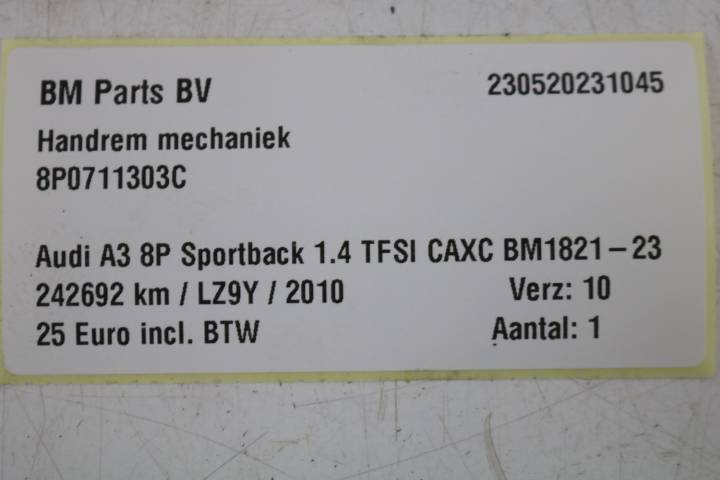 BM Parts BV 230520231045
Handrem mechaniek
8P0711303C
Audi A3 8P Sportback 1.4 TFSI CAXC BM1821-23
242692 km / LZ9Y / 2010 Verz: 10
25 Euro incl. BTW Aantal: 1